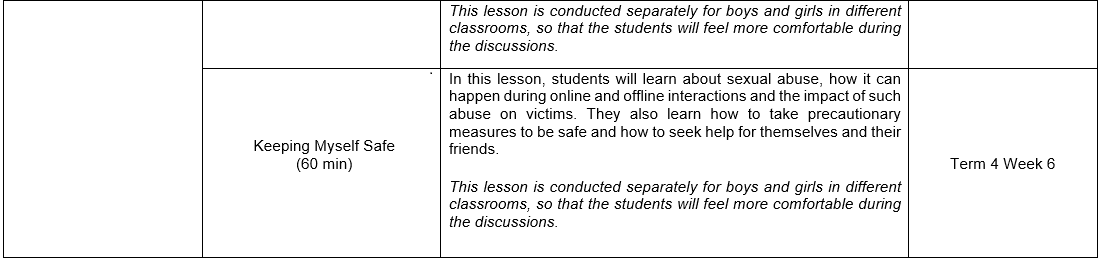 This lesson is conducted separately for boys and girls in different
classrooms, so that the students will feel more comfortable during
the discussions.
Keeping Myself Safe
(60 min)
In this lesson, students will learn about sexual abuse, how it can
happen during online and offline interactions and the impact of such
abuse on victims. They also learn how to take precautionary
measures to be safe and how to seek help for themselves and their
friends.
This lesson is conducted separately for boys and girls in different
classrooms, so that the students will feel more comfortable during
the discussions.
Term 4 Week 6